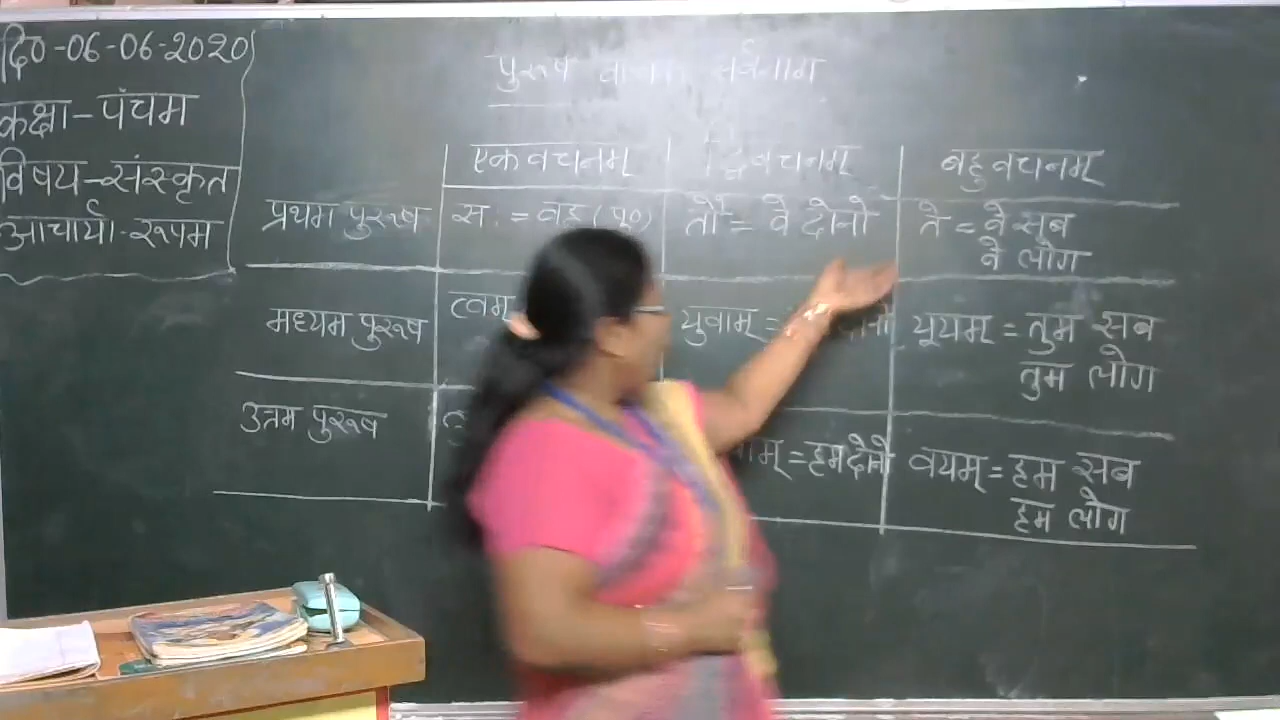 दि०-06-06-2020
कक्षा-पंचम
विषय-संस्कृत
आचार्या-रूपम
पुरूष वाचक सर्वनाम
एकवचनम् द्विवचनम् बहुवचनम्
प्रथम पुरूष सः = वह (पु०) तौ = वे दोनो ते = वे सब
वे लोग
मध्यम पुरूष त्वम् युवाम् = यूयम् = तुम सब
तुम लोग
उत्तम पुरूष = हम दोनो वयम् = हम सब
हम लोग